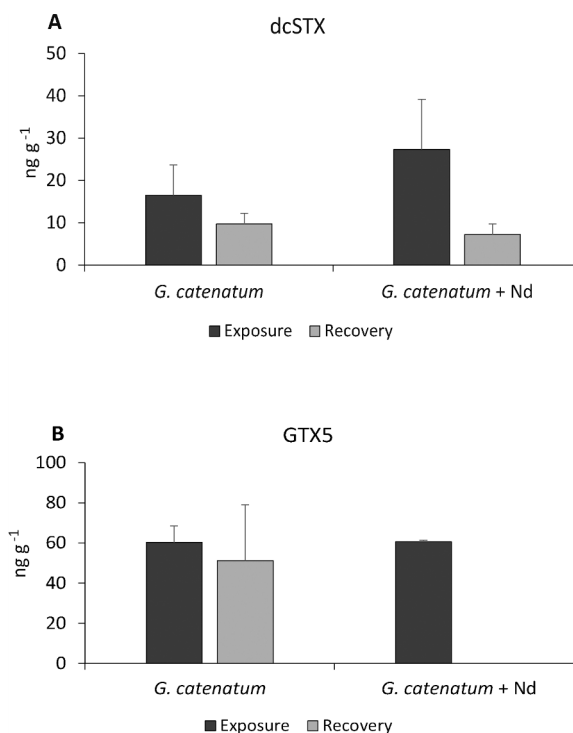 A
dcSTX
50
40
30
20
10
0
ng g⁻¹
G. catenatum
G. catenatum + Nd
Exposure Recovery
B
GTX5
100
80
60
40
20
0
ng g⁻¹
G. catenatum
G. catenatum + Nd
Exposure Recovery